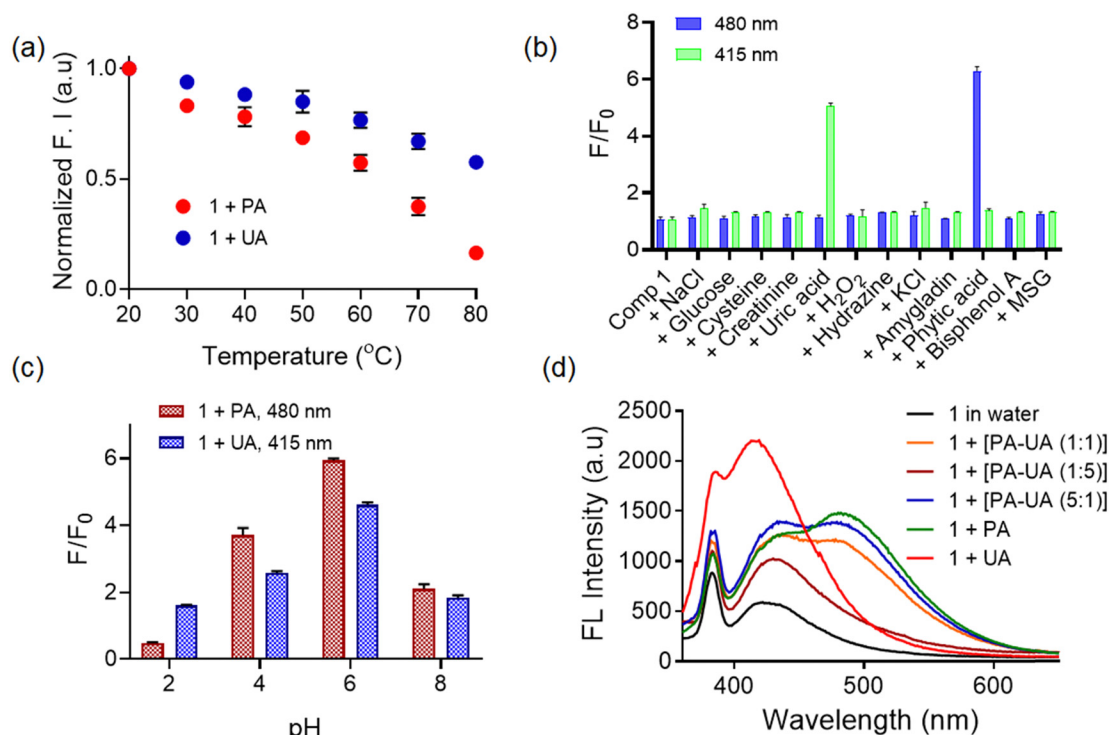 (a)
Normalized F. I (a.u)
1.0
0.5
0.0
1 + PA
1 + UA
20 30 40 50 60 70 80
Temperature (°C)
(b)
480 nm
415 nm
F/F0
8
6
4
2
0
Comp 1
+ NaCl
+ Glucose
+ Cysteine
+ Creatinine
+ Uric acid
+ H2O2
+ Hydrazine
+ KCl
+ Amygladin
+ Phytic acid
+ Bisphenol A
+ MSG
(c)
1 + PA, 480 nm
1 + UA, 415 nm
F/F0
6
4
2
0
2 4 6 8
pH
(d)
FL Intensity (a.u)
2500
2000
1500
1000
500
0
1 in water
1 + [PA-UA (1:1)]
1 + [PA-UA (1:5)]
1 + [PA-UA (5:1)]
1 + PA
1 + UA
400 500 600
Wavelength (nm)